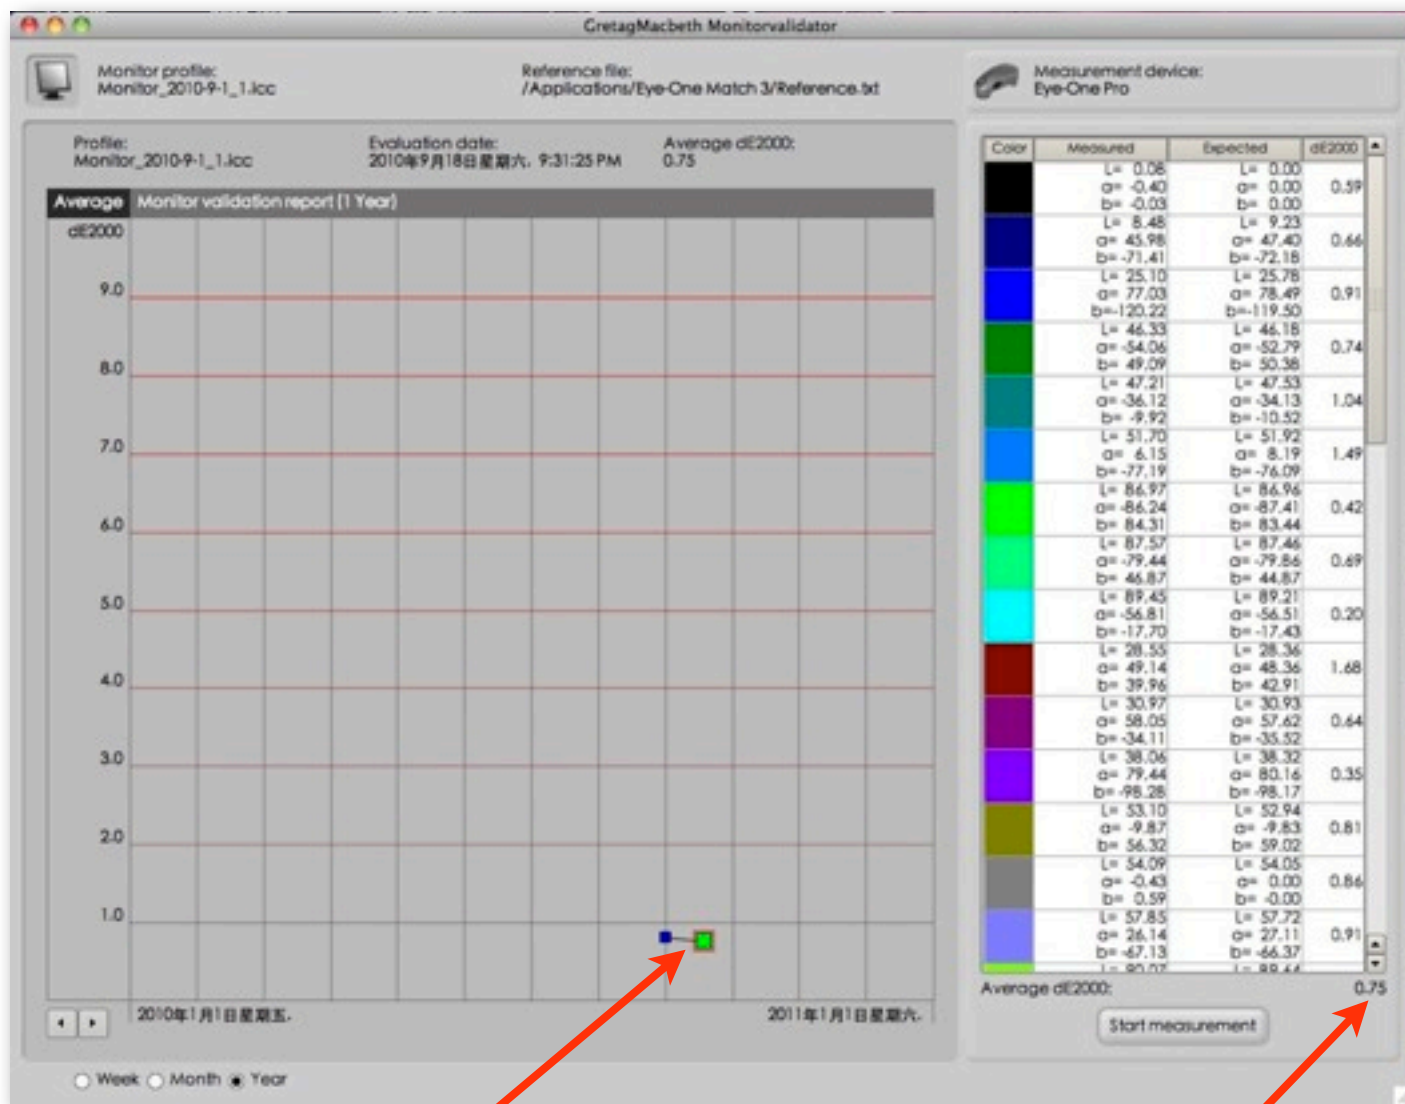 GretagMacbeth Monitorvalidator
Monitor profile:
Monitor_2010-9-1_1.icc
Reference file:
/Applications/Eye-One Match 3/Reference.txt
Measurement device:
Eye-One Pro
Profile:
Monitor_2010-9-1_1.icc
Evaluation date:
2010年9月18日星期六, 9:31:25 PM
Average dE2000:
0.75
Average Monitor validation report (1 Year)
dE2000
9.0
8.0
7.0
6.0
5.0
4.0
3.0
2.0
1.0
2010年1月1日星期五,
2011年1月1日星期六,
Week Month Year
Color Measured Expected dE2000
L= 0.08 L= 0.00
a= -0.40 a= 0.00 0.59
b= -0.03 b= 0.00
L= 8.48 L= 9.23
a= 45.98 a= 47.40 0.66
b= -71.41 b= -72.18
L= 25.10 L= 25.78
a= 77.03 a= 78.49 0.91
b=-120.22 b=-119.50
L= 46.33 L= 46.18
a= -54.06 a= -52.79 0.74
b= 49.09 b= 50.38
L= 47.21 L= 47.53
a= -36.12 a= -34.13 1.04
b= -9.92 b= -10.52
L= 51.70 L= 51.92
a= 6.15 a= 8.19 1.49
b= -77.19 b= -76.09
L= 86.97 L= 86.96
a= -86.24 a= -87.41 0.42
b= 84.31 b= 83.44
L= 87.57 L= 87.46
a= -79.44 a= -79.86 0.69
b= 46.87 b= 44.87
L= 89.45 L= 89.21
a= -56.81 a= -56.51 0.20
b= -17.70 b= -17.43
L= 28.55 L= 28.36
a= 49.14 a= 48.36 1.68
b= 39.96 b= 42.91
L= 30.97 L= 30.93
a= 58.05 a= 57.62 0.64
b= -34.11 b= -35.52
L= 38.06 L= 38.32
a= 79.44 a= 80.16 0.35
b= -98.28 b= -98.17
L= 53.10 L= 52.94
a= -9.87 a= -9.83 0.81
b= 56.32 b= 59.02
L= 54.09 L= 54.05
a= -0.43 a= 0.00 0.86
b= 0.59 b= -0.00
L= 57.85 L= 57.72
a= 26.14 a= 27.11 0.91
b= -67.13 b= -66.37
Average dE2000: 0.75
Start measurement